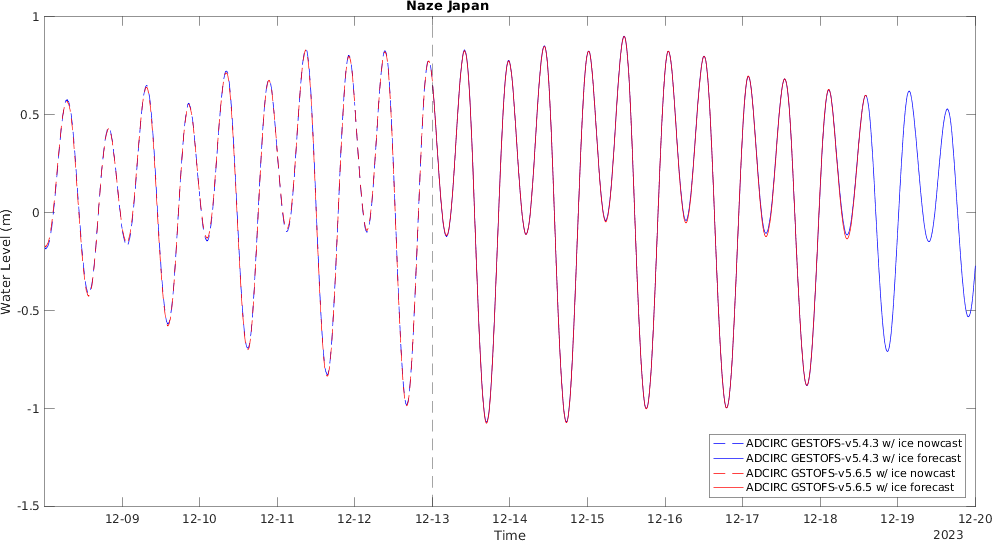 Naze Japan
1
0.5
0
-0.5
-1
-1.5
Water Level (m)
12-09
12-10
12-11
12-12
12-13
12-14
12-15
12-16
12-17
12-18
12-19
12-20
Time
2023
ADCIRC GESTOFS-v5.4.3 w/ ice nowcast
ADCIRC GESTOFS-v5.4.3 w/ ice forecast
ADCIRC GSTOFS-v5.6.5 w/ ice nowcast
ADCIRC GSTOFS-v5.6.5 w/ ice forecast